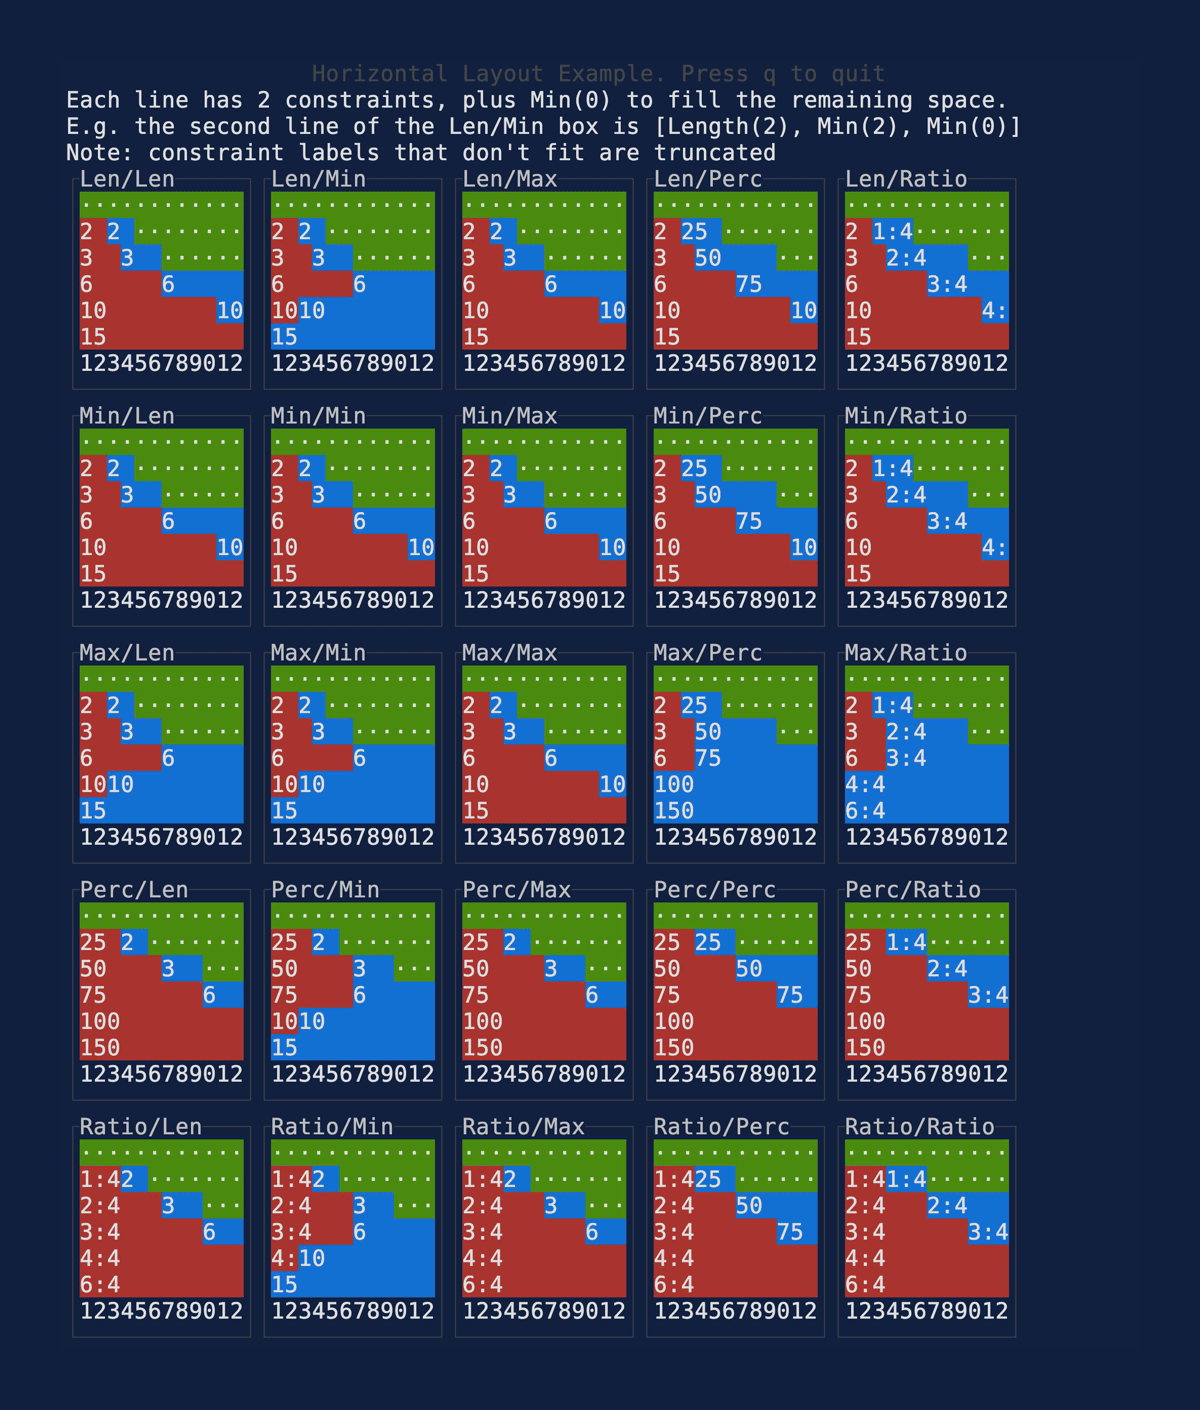 Horizontal Layout Example. Press q to quit
Each line has 2 constraints, plus Min(0) to fill the remaining space.
E.g. the second line of the Len/Min box is [Length(2), Min(2), Min(0)]
Note: constraint labels that don't fit are truncated
Len/Len Len/Min Len/Max Len/Perc Len/Ratio
············ ············ ············ ············ ············
2 2 ········ 2 2 ········ 2 2 ········ 2 25 ······· 2 1:4·······
3 3 ······ 3 3 ······ 3 3 ······ 3 50 ··· 3 2:4 ···
6 6 6 6 6 6 6 75 6 3:4
10 10 1010 10 10 10 10 10 4:
15 15 15 15 15
123456789012 123456789012 123456789012 123456789012 123456789012
Min/Len Min/Min Min/Max Min/Perc Min/Ratio
············ ············ ············ ············ ············
2 2 ········ 2 2 ········ 2 2 ········ 2 25 ······· 2 1:4·······
3 3 ······ 3 3 ······ 3 3 ······ 3 50 ··· 3 2:4 ···
6 6 6 6 6 6 6 75 6 3:4
10 10 10 10 10 10 10 10 10 4:
15 15 15 15 15
123456789012 123456789012 123456789012 123456789012 123456789012
Max/Len Max/Min Max/Max Max/Perc Max/Ratio
············ ············ ············ ············ ············
2 2 ········ 2 2 ········ 2 2 ········ 2 25 ······· 2 1:4·······
3 3 ······ 3 3 ······ 3 3 ······ 3 50 ··· 3 2:4 ···
6 6 6 6 6 6 6 75 6 3:4
1010 1010 10 10 100 4:4
15 15 15 150 6:4
123456789012 123456789012 123456789012 123456789012 123456789012
Perc/Len Perc/Min Perc/Max Perc/Perc Perc/Ratio
············ ············ ············ ············ ············
25 2 ······· 25 2 ······· 25 2 ······· 25 25 ······ 25 1:4······
50 3 ··· 50 3 ··· 50 3 ··· 50 50 50 2:4
75 6 75 6 75 6 75 75 75 3:4
100 1010 100 100 100
150 15 150 150 150
123456789012 123456789012 123456789012 123456789012 123456789012
Ratio/Len Ratio/Min Ratio/Max Ratio/Perc Ratio/Ratio
············ ············ ············ ············ ············
1:42 ······· 1:42 ······· 1:42 ······· 1:425 ······ 1:41:4······
2:4 3 ··· 2:4 3 ··· 2:4 3 ··· 2:4 50 2:4 2:4
3:4 6 3:4 6 3:4 6 3:4 75 3:4 3:4
4:4 4:10 4:4 4:4 4:4
6:4 15 6:4 6:4 6:4
123456789012 123456789012 123456789012 123456789012 123456789012